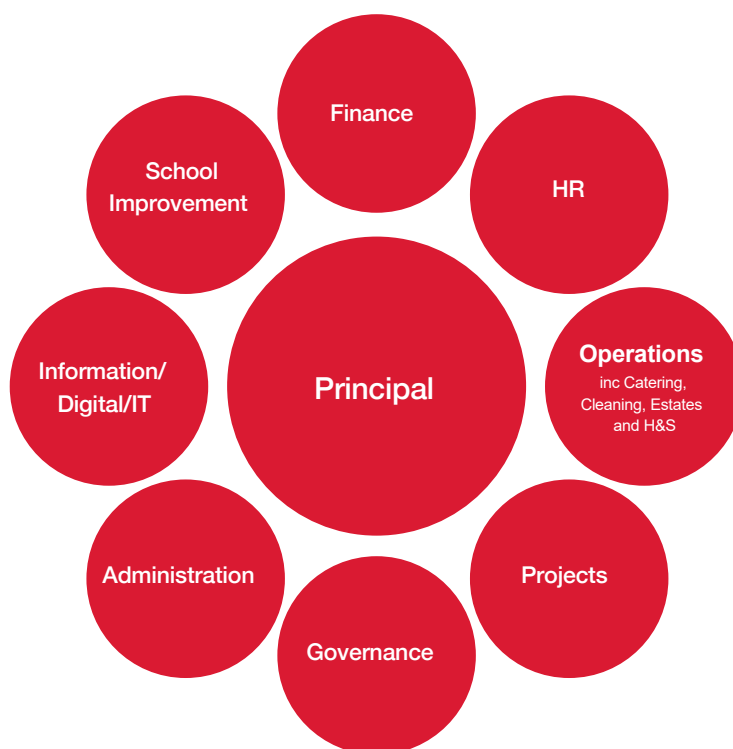 Finance
HR
Operations
inc Catering,
Cleaning, Estates
and H&S
Projects
Governance
Administration
Information/
Digital/IT
School
Improvement
Principal